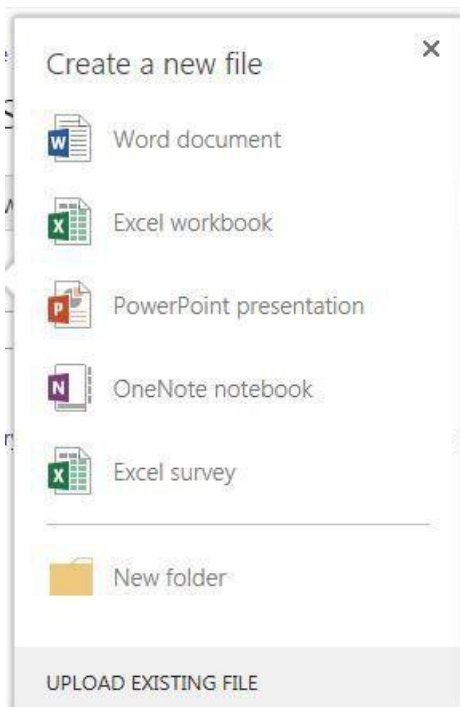 Create a new file
Word document
Excel workbook
PowerPoint presentation
OneNote notebook
Excel survey
New folder
UPLOAD EXISTING FILE